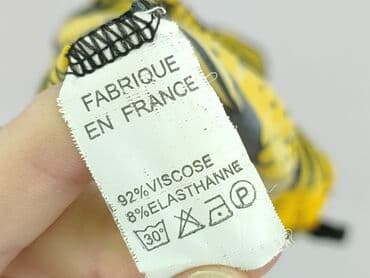 FABRIQUE
EN FRANCE
92% VISCOSE
8% ELASTHANNE
30° P